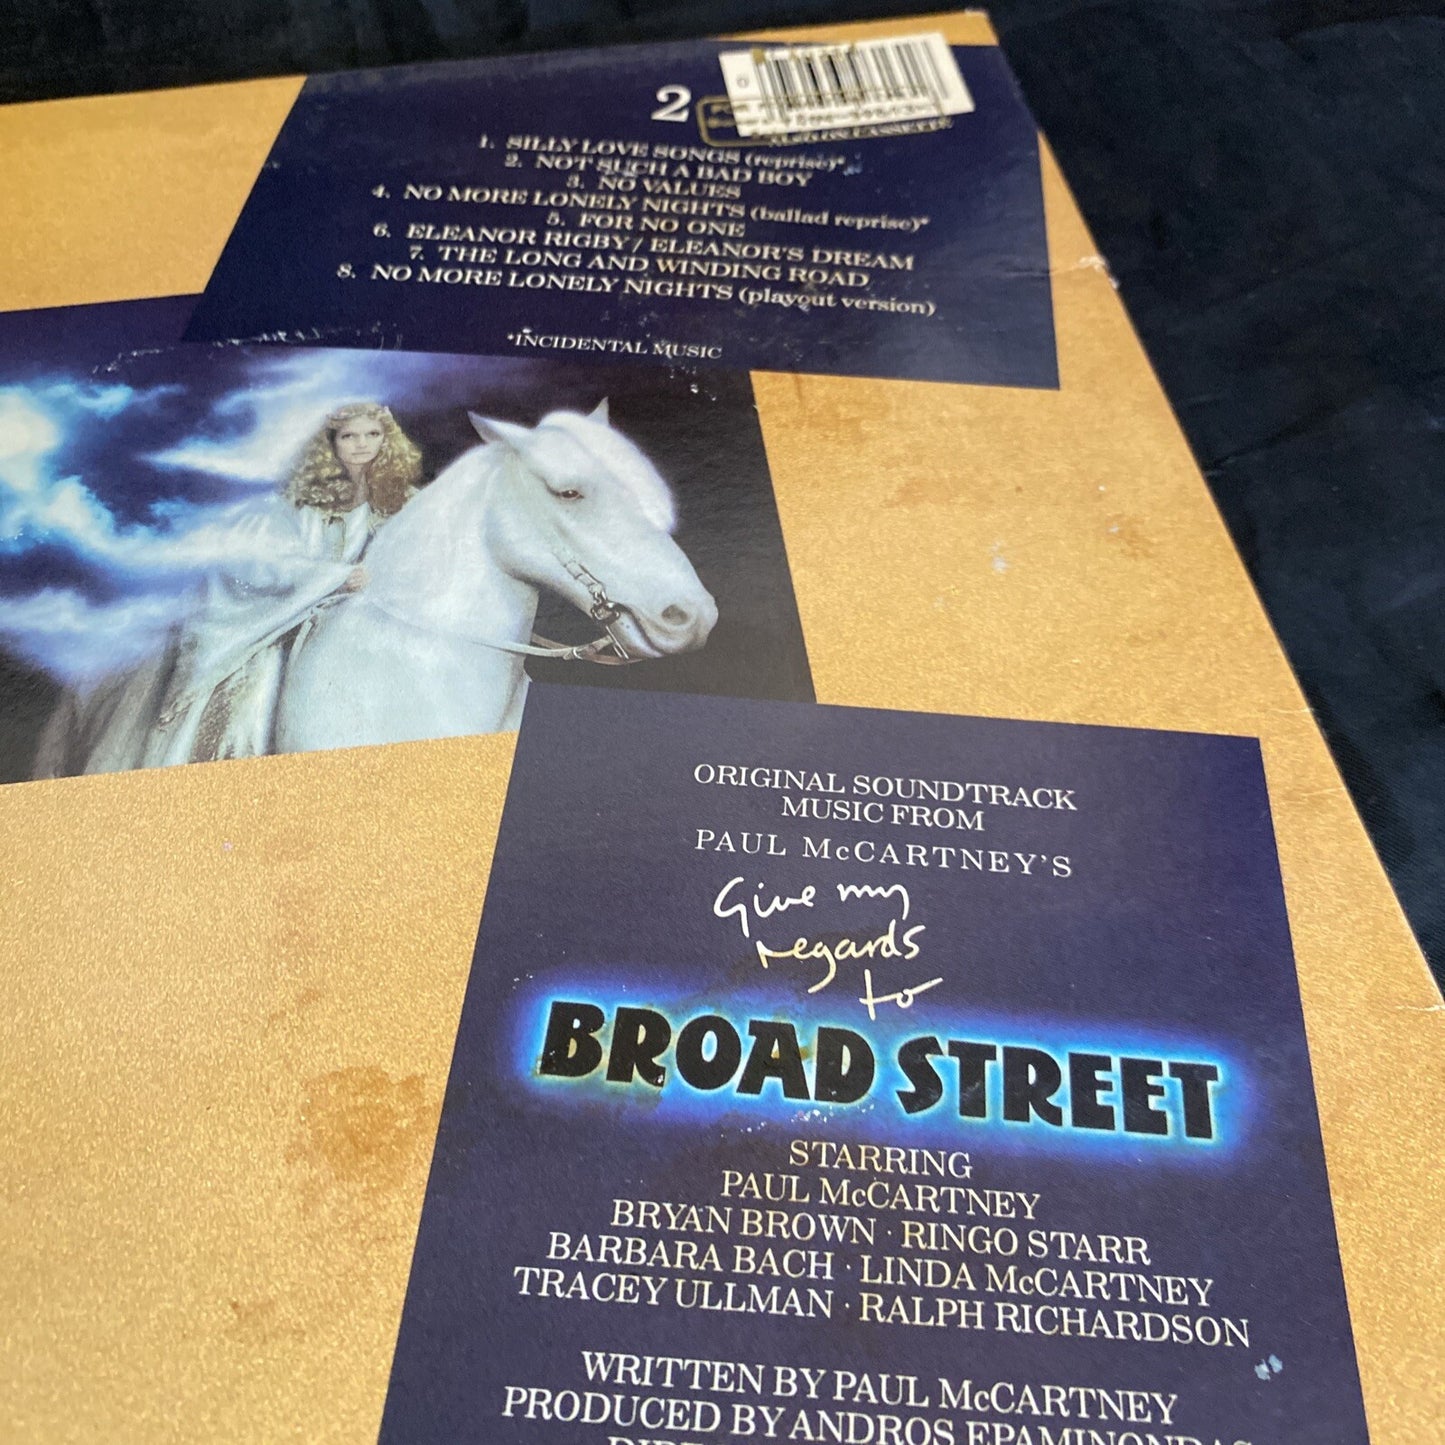 2
1. SILLY LOVE SONGS (reprise)*
2. NOT SUCH A BAD BOY
3. NO VALUES
4. NO MORE LONELY NIGHTS (ballad reprise)*
5. FOR NO ONE
6. ELEANOR RIGBY / ELEANOR'S DREAM
7. THE LONG AND WINDING ROAD
8. NO MORE LONELY NIGHTS (playout version)
*INCIDENTAL MUSIC
ORIGINAL SOUNDTRACK
MUSIC FROM
PAUL McCARTNEY'S
Give my
regards
to
BROAD STREET
STARRING
PAUL McCARTNEY
BRYAN BROWN · RINGO STARR
BARBARA BACH · LINDA McCARTNEY
TRACEY ULLMAN · RALPH RICHARDSON
WRITTEN BY PAUL McCARTNEY
PRODUCED BY ANDROS EPAMINONDAS